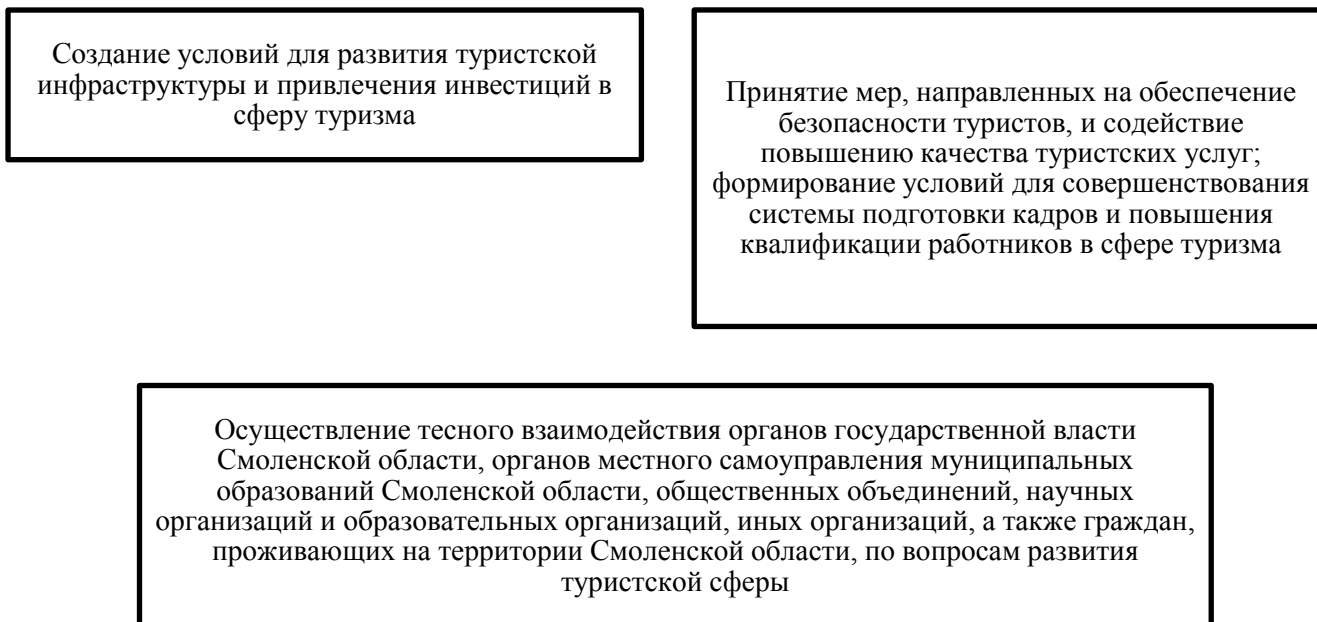 Создание условий для развития туристской
инфраструктуры и привлечения инвестиций в
сферу туризма
Принятие мер, направленных на обеспечение
безопасности туристов, и содействие
повышению качества туристских услуг;
формирование условий для совершенствования
системы подготовки кадров и повышения
квалификации работников в сфере туризма
Осуществление тесного взаимодействия органов государственной власти
Смоленской области, органов местного самоуправления муниципальных
образований Смоленской области, общественных объединений, научных
организаций и образовательных организаций, иных организаций, а также граждан,
проживающих на территории Смоленской области, по вопросам развития
туристской сферы